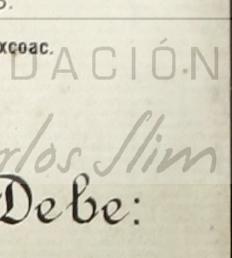 xcoac.
DACIÓN
rlos Slim
Debe: